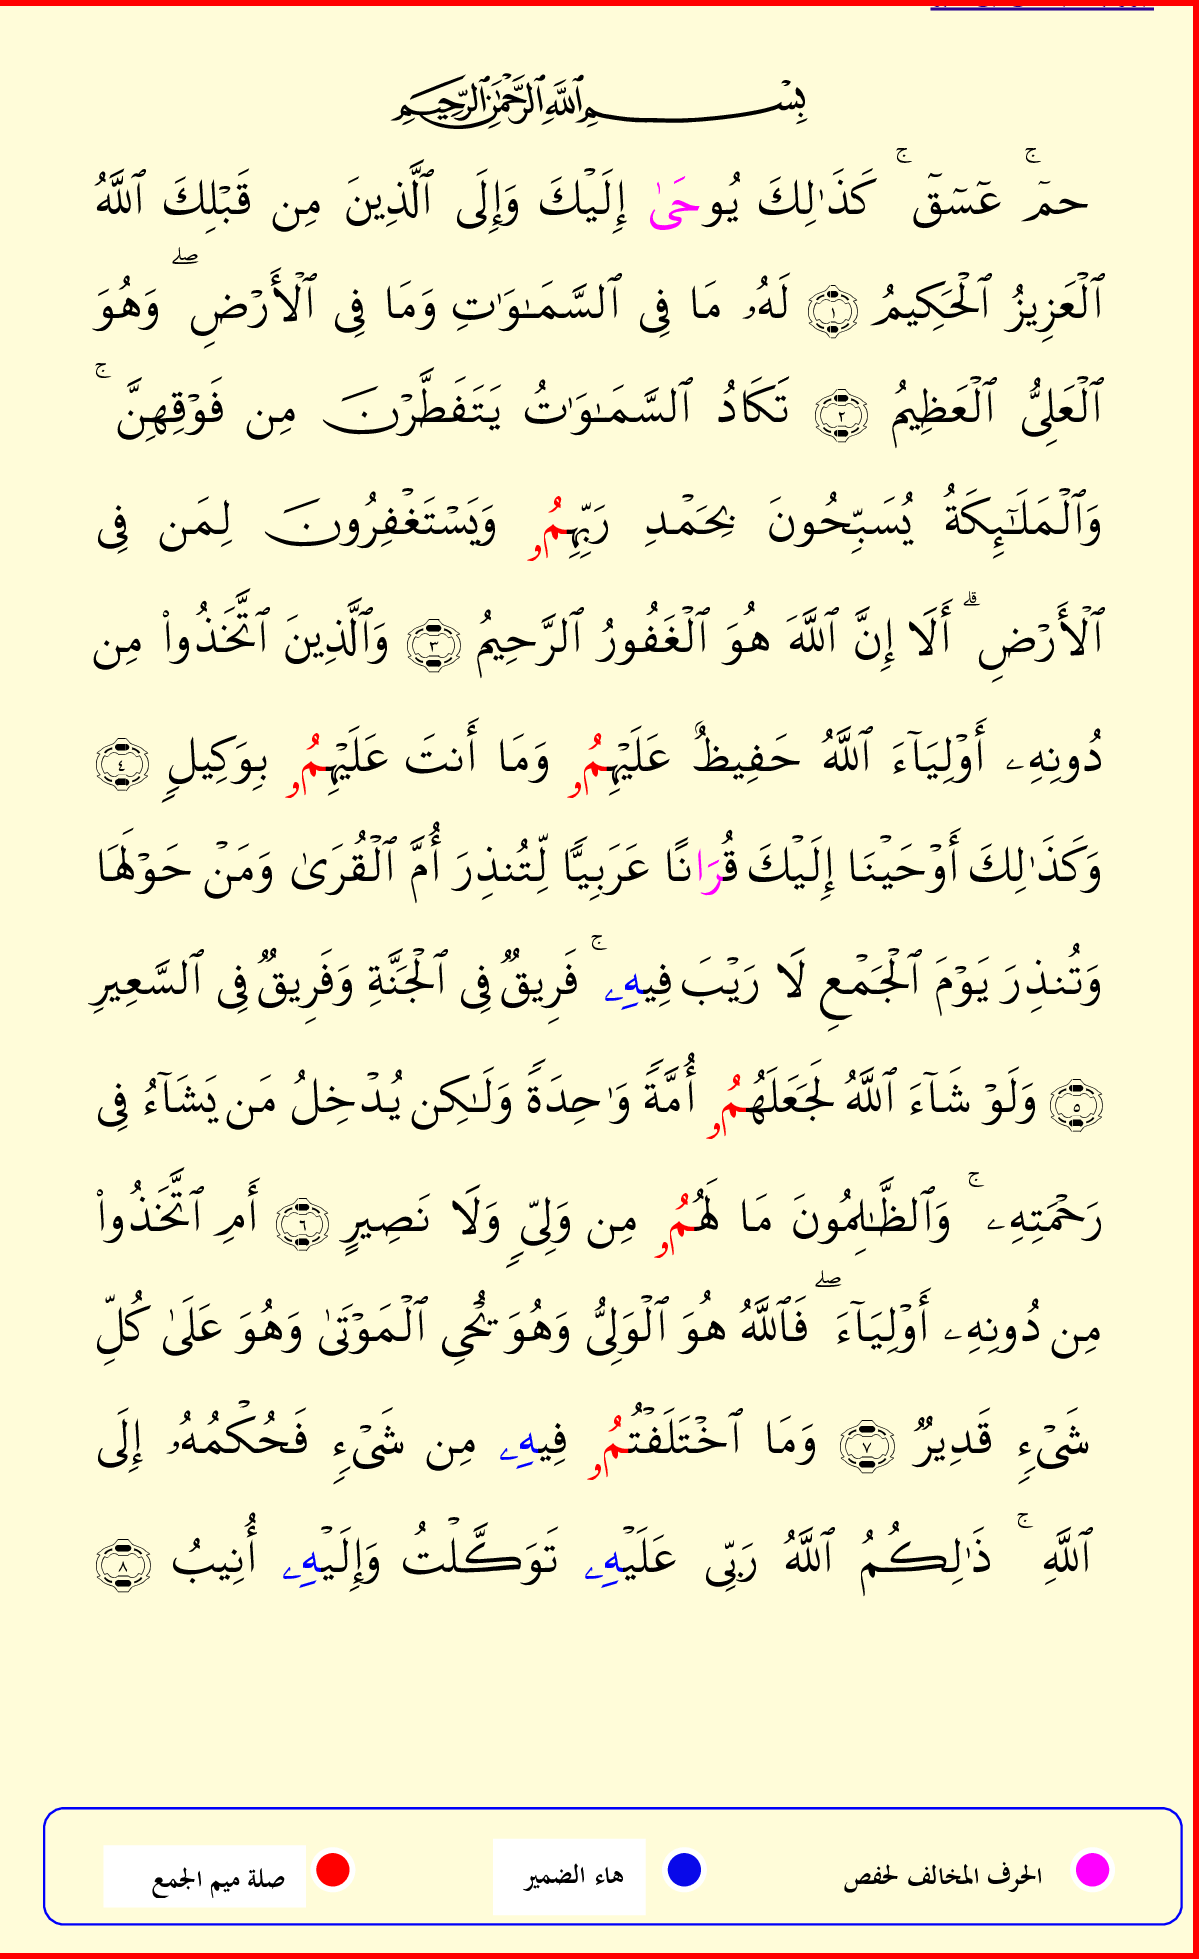 بِسْمِ ٱللَّهِ ٱلرَّحْمَٰنِ ٱلرَّحِيمِ
حمٓ ۚ عٓسٓقٓ ۚ كَذَٰلِكَ يُوحَىٰ إِلَيْكَ وَإِلَى ٱلَّذِينَ مِن قَبْلِكَ ٱللَّهُ
ٱلْعَزِيزُ ٱلْحَكِيمُ ١ لَهُۥ مَا فِى ٱلسَّمَـٰوَٰتِ وَمَا فِى ٱلْأَرْضِ ۖ وَهُوَ
ٱلْعَلِىُّ ٱلْعَظِيمُ ٢ تَكَادُ ٱلسَّمَـٰوَٰتُ يَتَفَطَّرْنَ مِن فَوْقِهِنَّ ۚ
وَٱلْمَلَـٰٓئِكَةُ يُسَبِّحُونَ بِحَمْدِ رَبِّهِمُۥ وَيَسْتَغْفِرُونَ لِمَن فِى
ٱلْأَرْضِ ۗ أَلَا إِنَّ ٱللَّهَ هُوَ ٱلْغَفُورُ ٱلرَّحِيمُ ٣ وَٱلَّذِينَ ٱتَّخَذُوا۟ مِن
دُونِهِۦ أَوْلِيَآءَ ٱللَّهُ حَفِيظٌ عَلَيْهِمُۥ وَمَا أَنتَ عَلَيْهِمُۥ بِوَكِيلٍ ٤
وَكَذَٰلِكَ أَوْحَيْنَا إِلَيْكَ قُرَانًا عَرَبِيًّا لِّتُنذِرَ أُمَّ ٱلْقُرَىٰ وَمَنْ حَوْلَهَا
وَتُنذِرَ يَوْمَ ٱلْجَمْعِ لَا رَيْبَ فِيهِۦ ۚ فَرِيقٌ فِى ٱلْجَنَّةِ وَفَرِيقٌ فِى ٱلسَّعِيرِ
٥ وَلَوْ شَآءَ ٱللَّهُ لَجَعَلَهُمُۥ أُمَّةً وَٰحِدَةً وَلَـٰكِن يُدْخِلُ مَن يَشَآءُ فِى
رَحْمَتِهِۦ ۚ وَٱلظَّـٰلِمُونَ مَا لَهُمُۥ مِن وَلِىٍّ وَلَا نَصِيرٍ ٦ أَمِ ٱتَّخَذُوا۟
مِن دُونِهِۦ أَوْلِيَآءَ ۖ فَٱللَّهُ هُوَ ٱلْوَلِىُّ وَهُوَ يُحْىِ ٱلْمَوْتَىٰ وَهُوَ عَلَىٰ كُلِّ
شَىْءٍ قَدِيرٌ ٧ وَمَا ٱخْتَلَفْتُمُۥ فِيهِۦ مِن شَىْءٍ فَحُكْمُهُۥ إِلَى
ٱللَّهِ ۚ ذَٰلِكُمُ ٱللَّهُ رَبِّى عَلَيْهِۦ تَوَكَّلْتُ وَإِلَيْهِۦ أُنِيبُ ٨
الحرف المخالف لحفص
هاء الضمير
صلة ميم الجمع